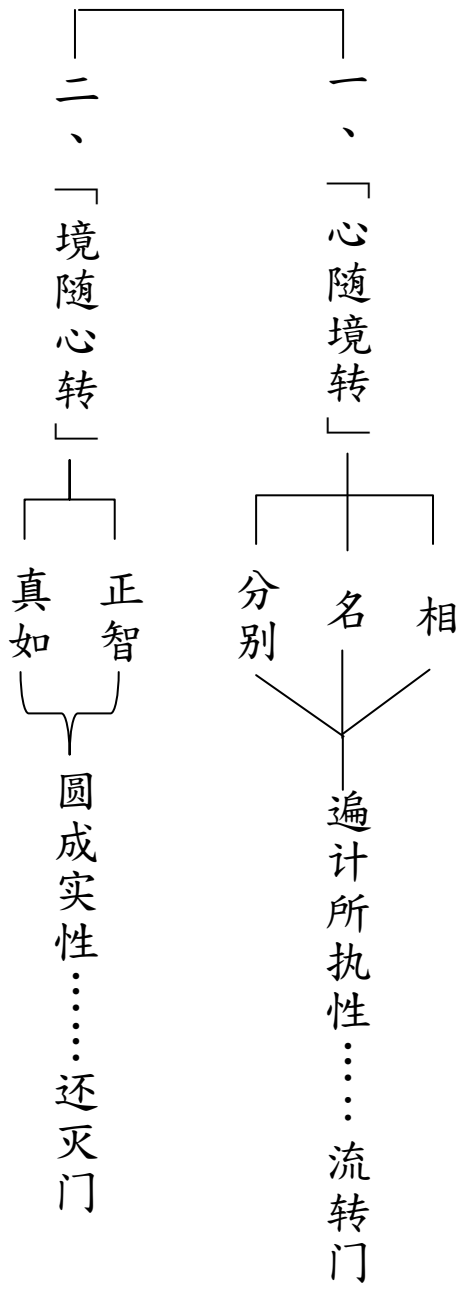 一、「心随境转」
相
名
分别
遍计所执性……流转门
二、「境随心转」
正智
真如
圆成实性……还灭门